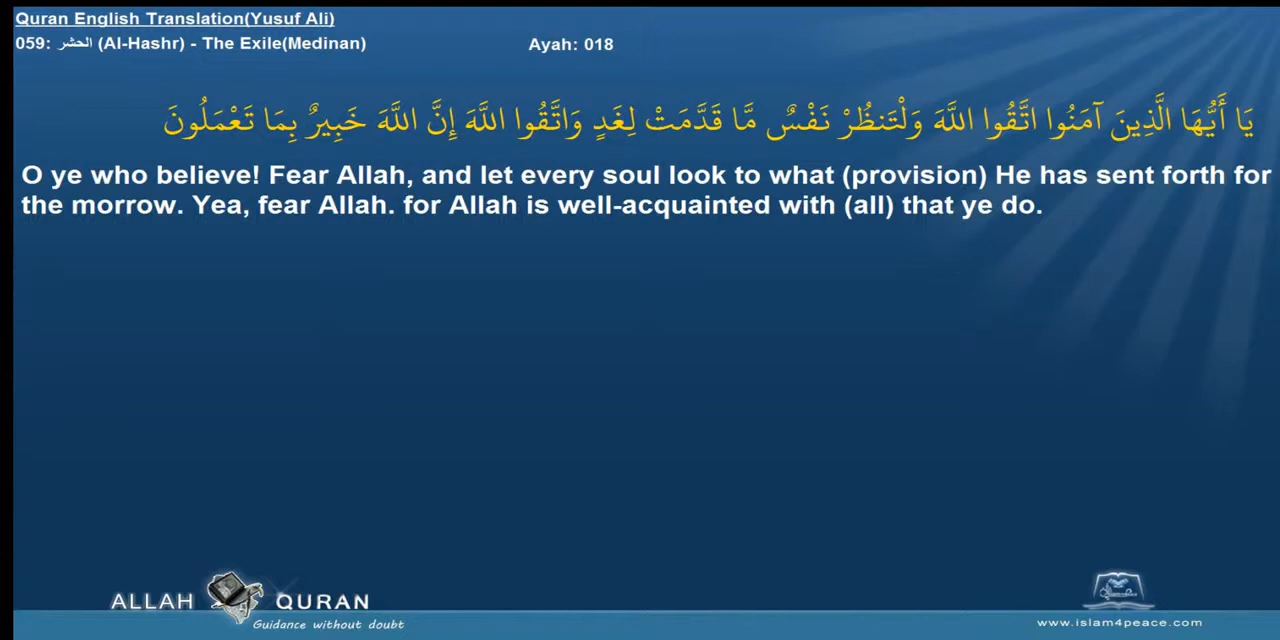 Quran English Translation(Yusuf Ali)
059: الحشر (Al-Hashr) - The Exile(Medinan)
Ayah: 018
يَا أَيُّهَا الَّذِينَ آمَنُوا اتَّقُوا اللَّهَ وَلْتَنظُرْ نَفْسٌ مَّا قَدَّمَتْ لِغَدٍ وَاتَّقُوا اللَّهَ إِنَّ اللَّهَ خَبِيرٌ بِمَا تَعْمَلُونَ
O ye who believe! Fear Allah, and let every soul look to what (provision) He has sent forth for
the morrow. Yea, fear Allah. for Allah is well-acquainted with (all) that ye do.
ALLAH QURAN
Guidance without doubt
www.islam4peace.com